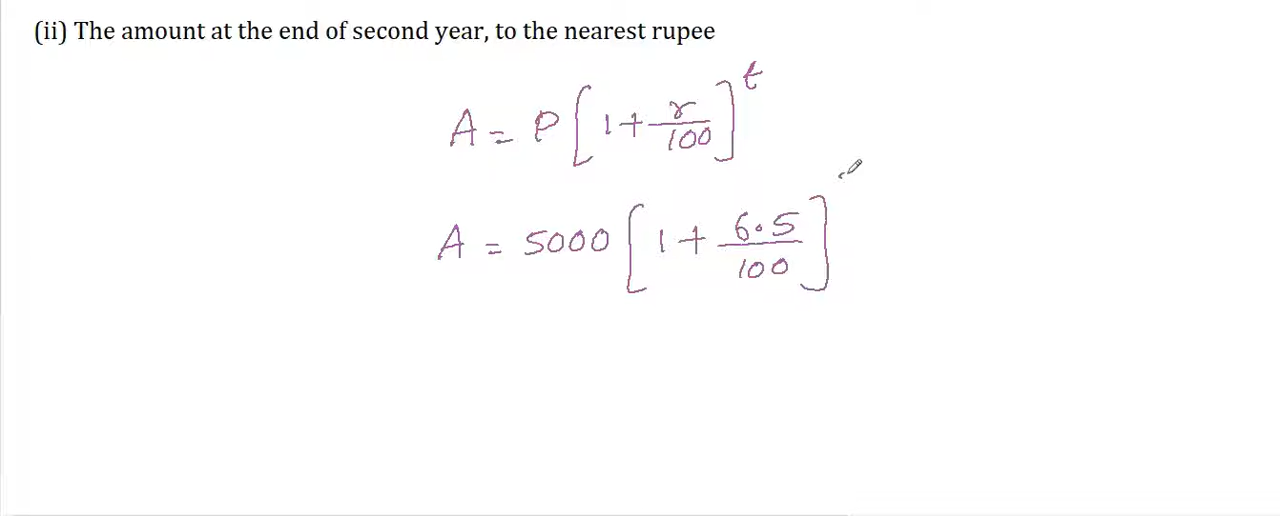 (ii) The amount at the end of second year, to the nearest rupee
A = P[1 + r/100]^t
A = 5000[1 + 6.5/100]